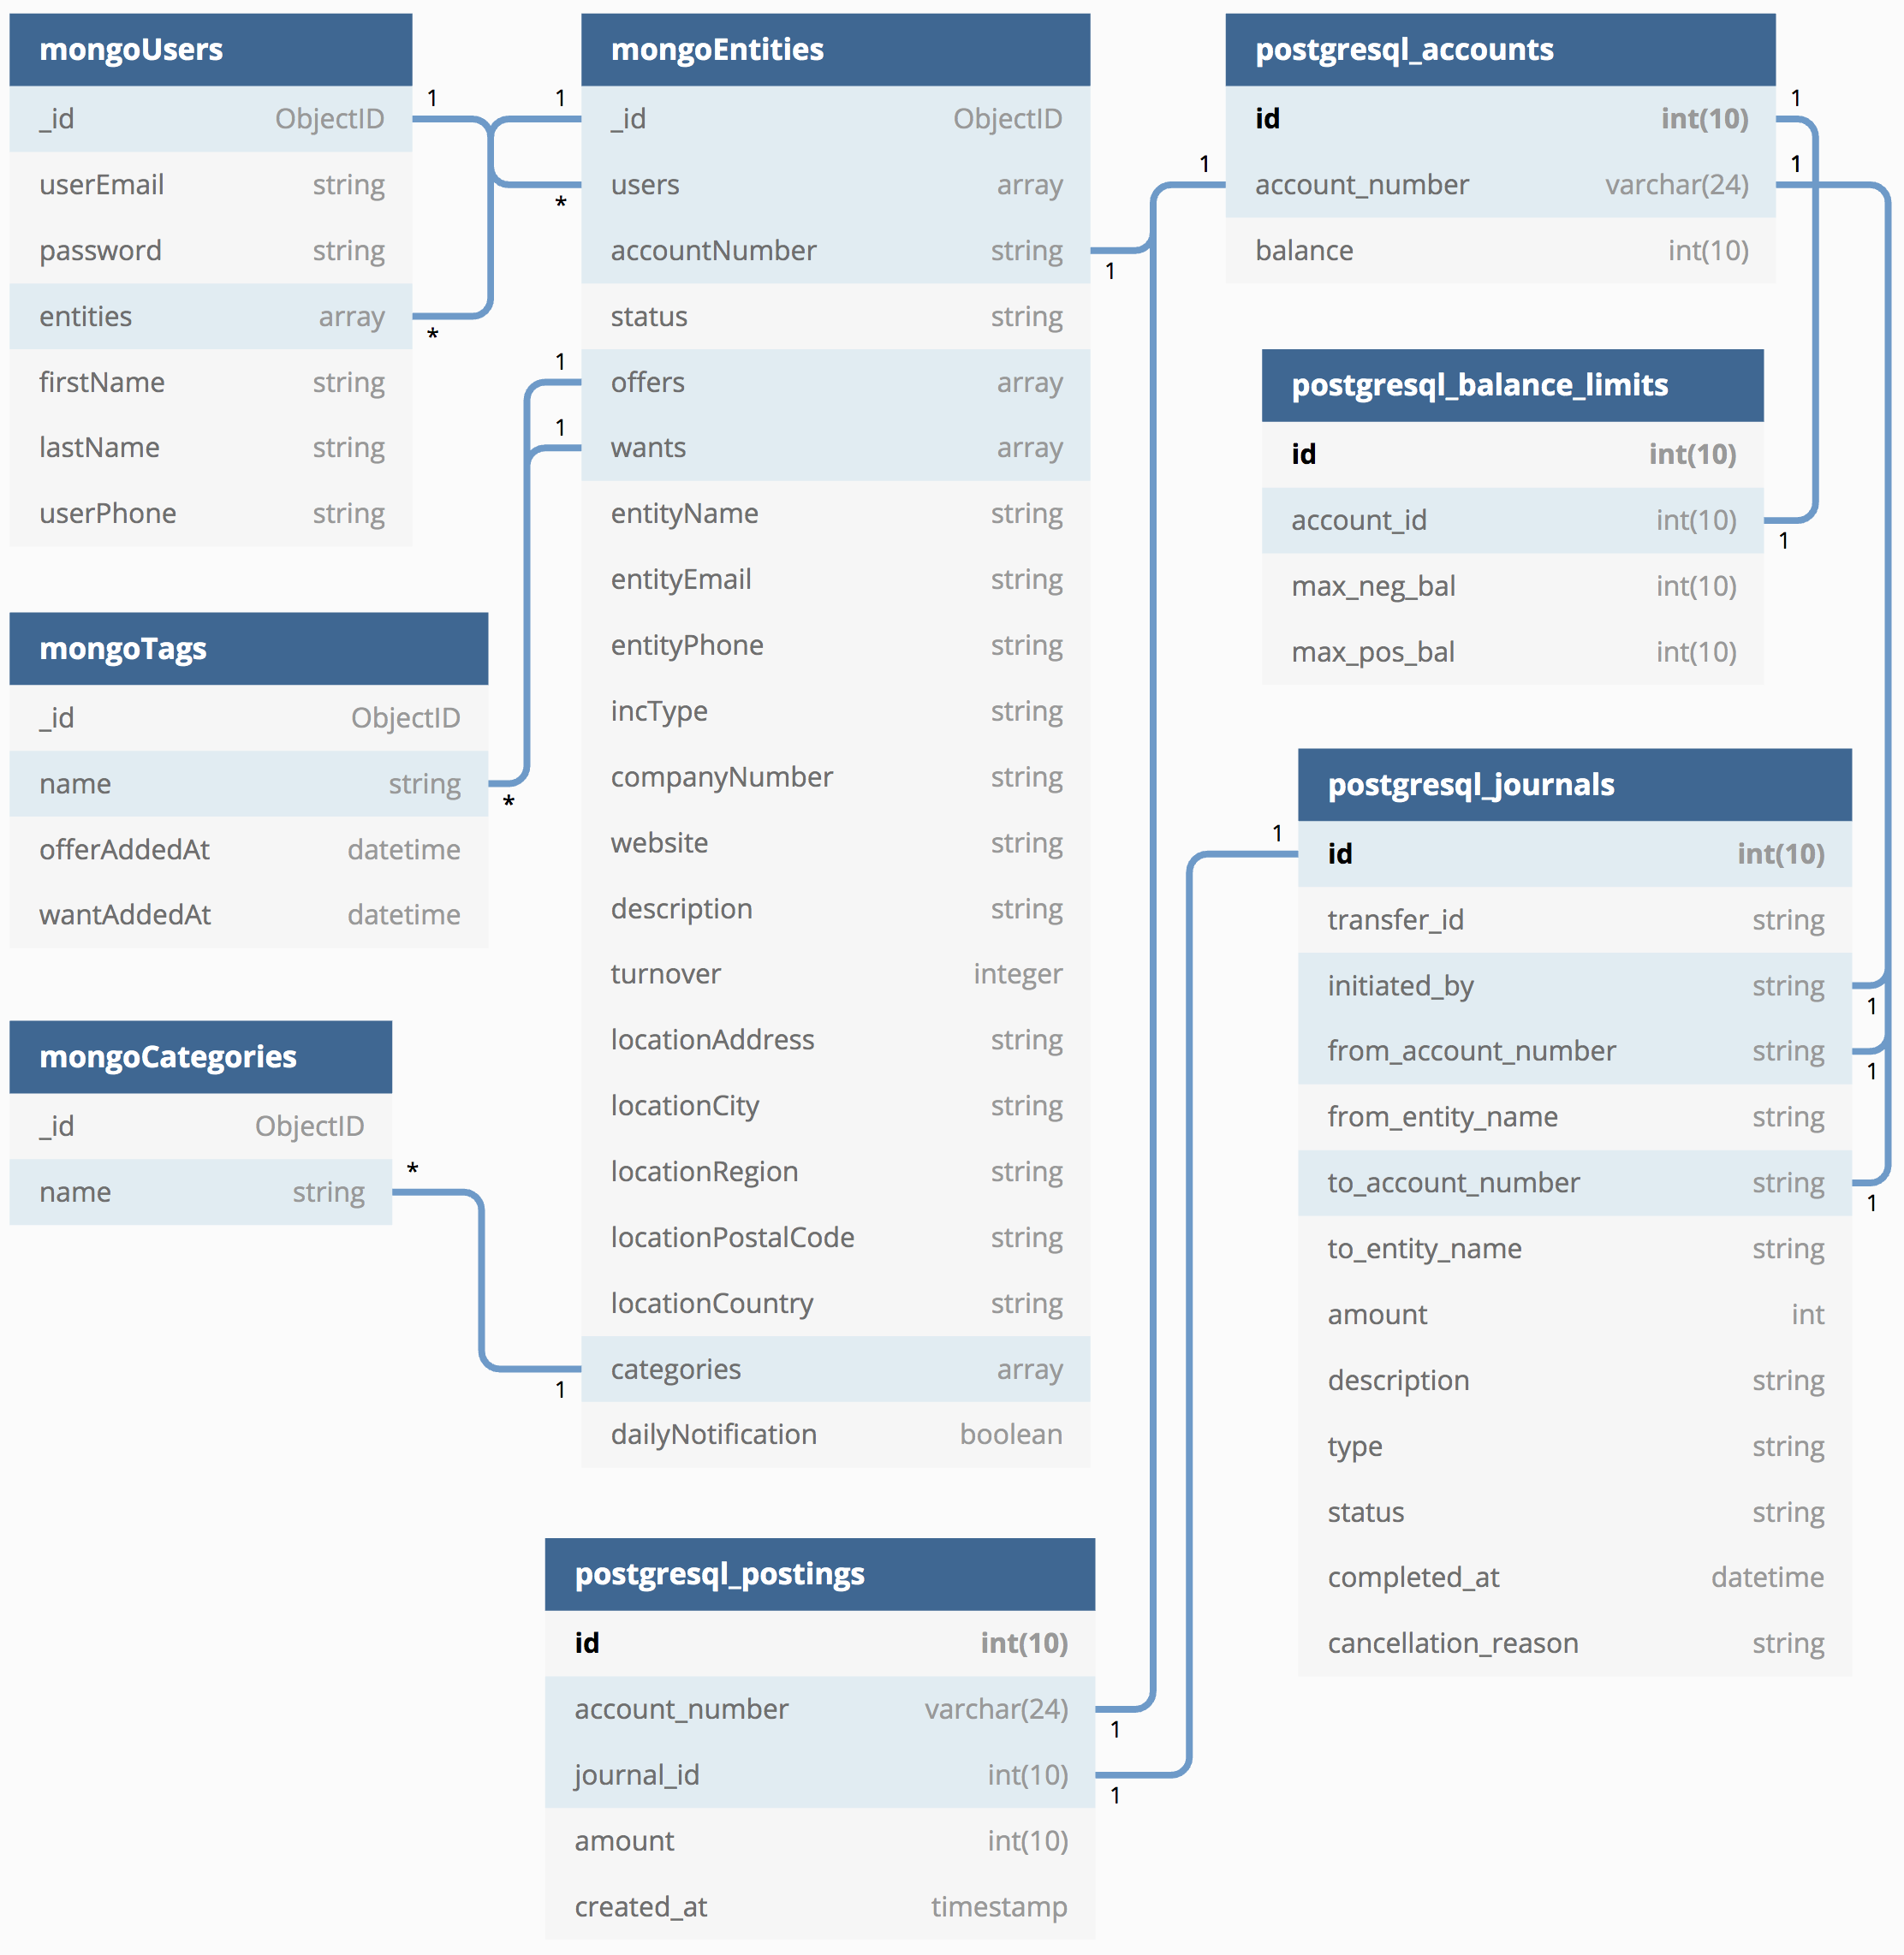 mongoUsers
_id ObjectID
userEmail string
password string
entities array
firstName string
lastName string
userPhone string
1
*
mongoTags
_id ObjectID
name string
offerAddedAt datetime
wantAddedAt datetime
*
mongoCategories
_id ObjectID
name string
*
mongoEntities
1
_id ObjectID
users array
*
accountNumber string
1
status string
1
offers array
1
wants array
entityName string
entityEmail string
entityPhone string
incType string
companyNumber string
website string
description string
turnover integer
locationAddress string
locationCity string
locationRegion string
locationPostalCode string
locationCountry string
categories array
1
dailyNotification boolean
postgresql_postings
id int(10)
account_number varchar(24)
1
journal_id int(10)
1
amount int(10)
created_at timestamp
postgresql_accounts
1
id int(10)
1 1
account_number varchar(24)
balance int(10)
postgresql_balance_limits
id int(10)
account_id int(10)
1
max_neg_bal int(10)
max_pos_bal int(10)
postgresql_journals
1
id int(10)
transfer_id string
initiated_by string
1
from_account_number string
1
from_entity_name string
to_account_number string
1
to_entity_name string
amount int
description string
type string
status string
completed_at datetime
cancellation_reason string